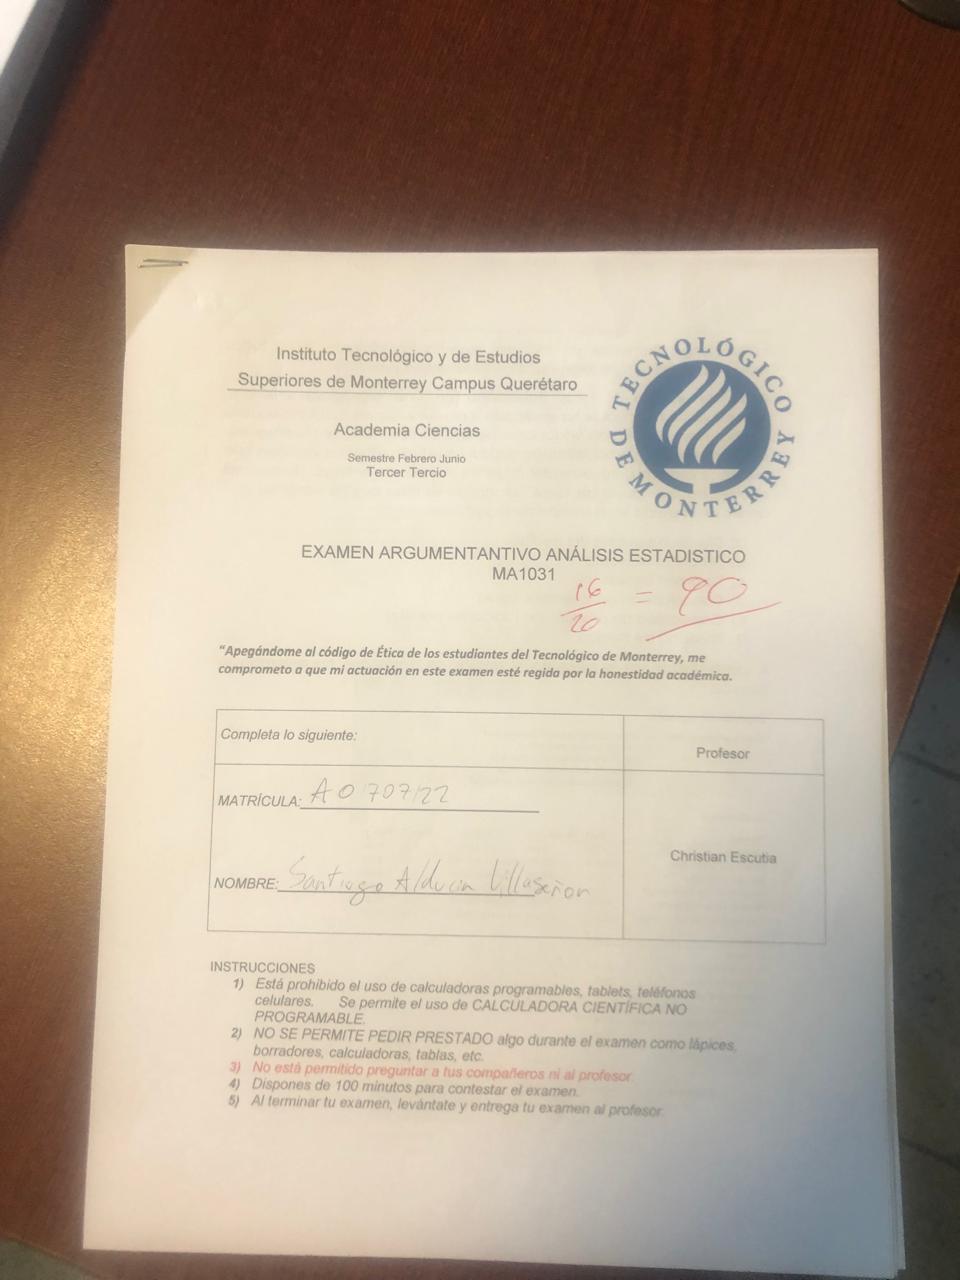 Instituto Tecnológico y de Estudios
Superiores de Monterrey Campus Querétaro
TECNOLÓGICO
DE MONTERREY
Academia Ciencias
Semestre Febrero Junio
Tercer Tercio
EXAMEN ARGUMENTANTIVO ANÁLISIS ESTADISTICO
MA1031
= 90
"Apegándome al código de Ética de los estudiantes del Tecnológico de Monterrey, me
comprometo a que mi actuación en este examen esté regida por la honestidad académica.
Completa lo siguiente:
Profesor
MATRÍCULA: A01707122
Christian Escutia
NOMBRE: Santiago Alducin Villaseñor
INSTRUCCIONES
1) Está prohibido el uso de calculadoras programables, tablets, teléfonos
celulares. Se permite el uso de CALCULADORA CIENTÍFICA NO
PROGRAMABLE.
2) NO SE PERMITE PEDIR PRESTADO algo durante el examen como lápices,
borradores, calculadoras, tablas, etc.
3) No está permitido preguntar a tus compañeros ni al profesor.
4) Dispones de 100 minutos para contestar el examen.
5) Al terminar tu examen, levántate y entrega tu examen al profesor.